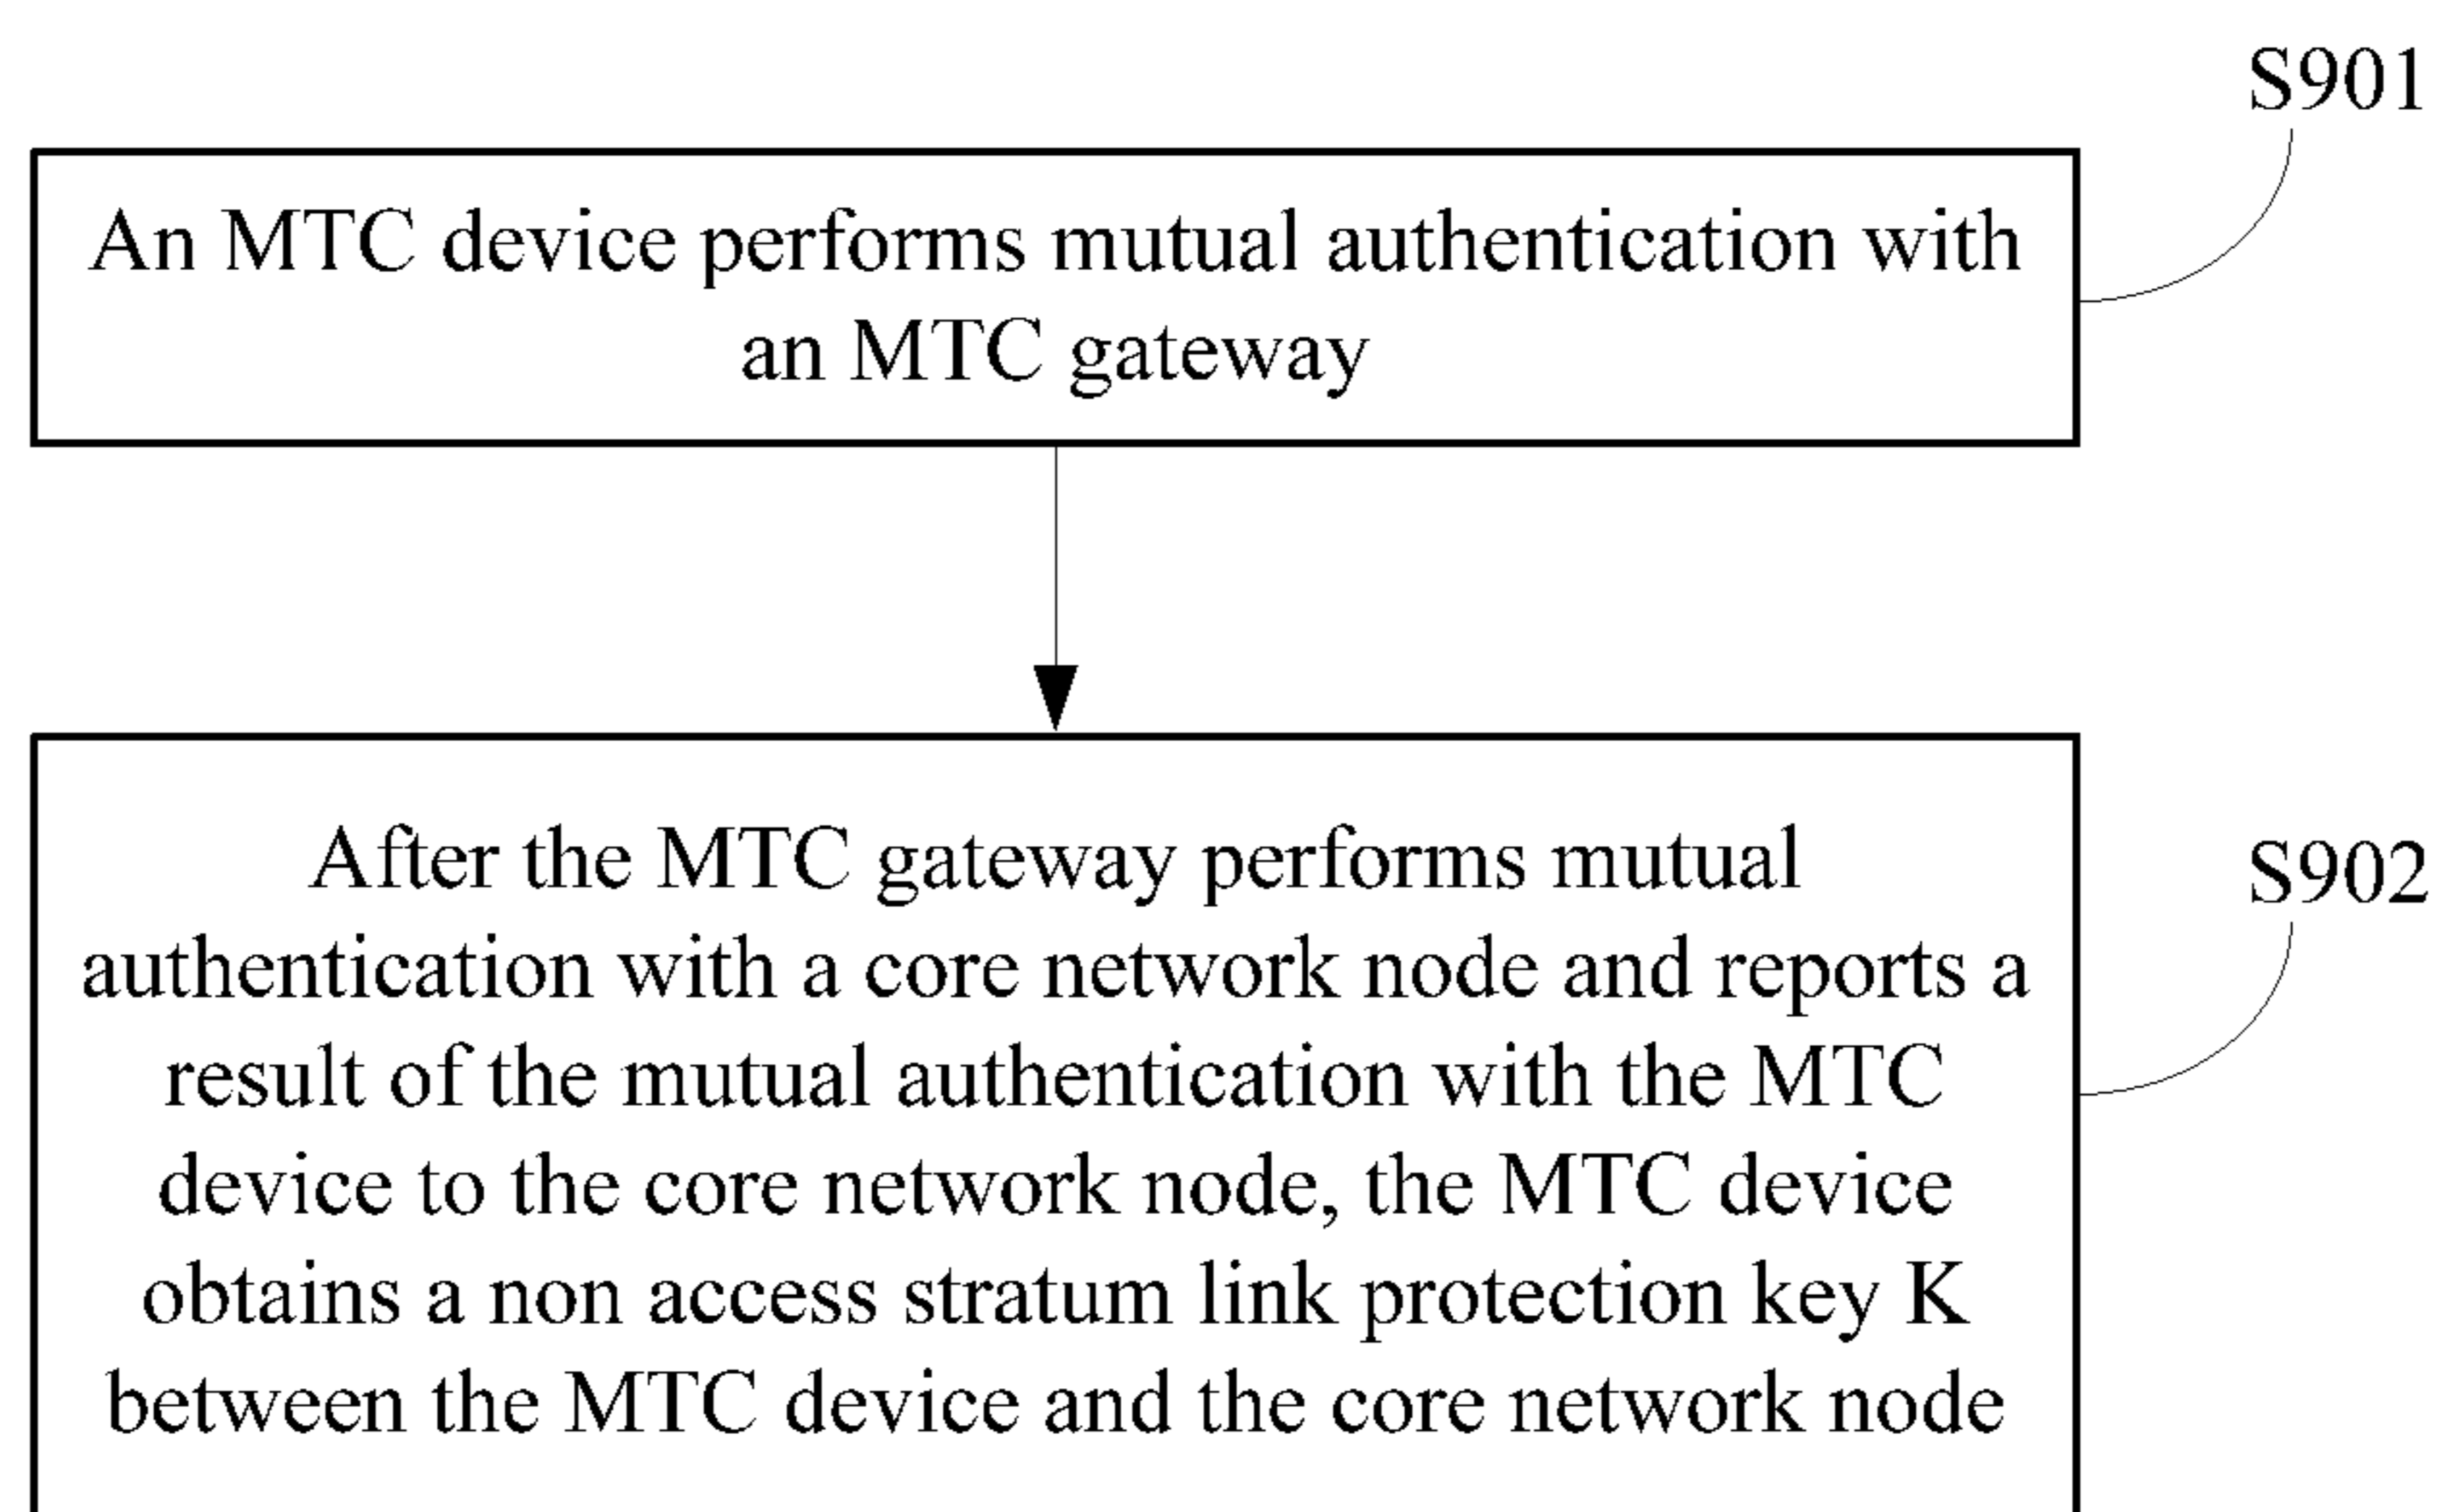 S901
An MTC device performs mutual authentication with
an MTC gateway
After the MTC gateway performs mutual
authentication with a core network node and reports a
result of the mutual authentication with the MTC
device to the core network node, the MTC device
obtains a non access stratum link protection key K
between the MTC device and the core network node
S902